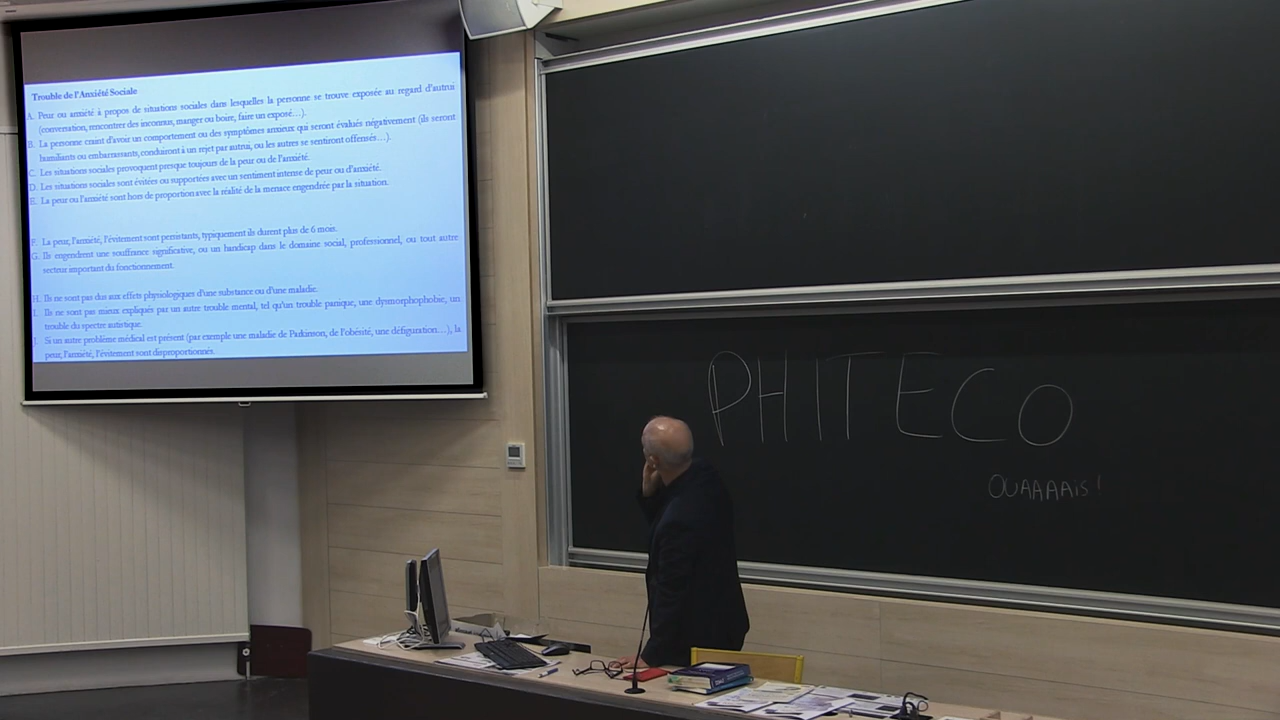 Trouble de l'Anxiété Sociale
A. Peur ou anxiété à propos de situations sociales dans lesquelles la personne se trouve exposée au regard d'autrui
(conversation, rencontrer des inconnus, manger ou boire, faire un exposé…).
B. La personne craint d'avoir un comportement ou des symptômes anxieux qui seront évalués négativement (ils seront
humiliants ou embarrassants, conduiront à un rejet par autrui, ou les autres se sentiront offensés…).
C. Les situations sociales provoquent presque toujours de la peur ou de l'anxiété.
D. Les situations sociales sont évitées ou supportées avec un sentiment intense de peur ou d'anxiété.
E. La peur ou l'anxiété sont hors de proportion avec la réalité de la menace engendrée par la situation.
F. La peur, l'anxiété, l'évitement sont persistants, typiquement ils durent plus de 6 mois.
G. Ils engendrent une souffrance significative, ou un handicap dans le domaine social, professionnel, ou tout autre
secteur important du fonctionnement.
H. Ils ne sont pas dus aux effets physiologiques d'une substance ou d'une maladie.
I. Ils ne sont pas mieux expliqués par un autre trouble mental, tel qu'un trouble panique, une dysmorphophobie, un
trouble du spectre autistique.
J. Si un autre problème médical est présent (par exemple une maladie de Parkinson, de l'obésité, une défiguration…), la
peur, l'anxiété, l'évitement sont disproportionnés.
PHITECO
OUAAAAis !